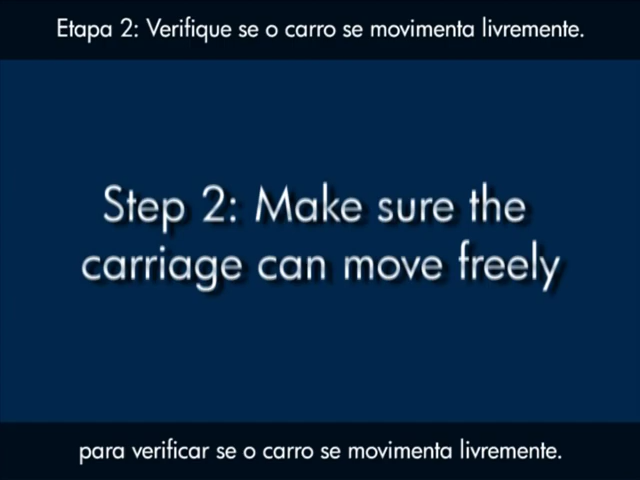 Etapa 2: Verifique se o carro se movimenta livremente.
Step 2: Make sure the
carriage can move freely
para verificar se o carro se movimenta livremente.